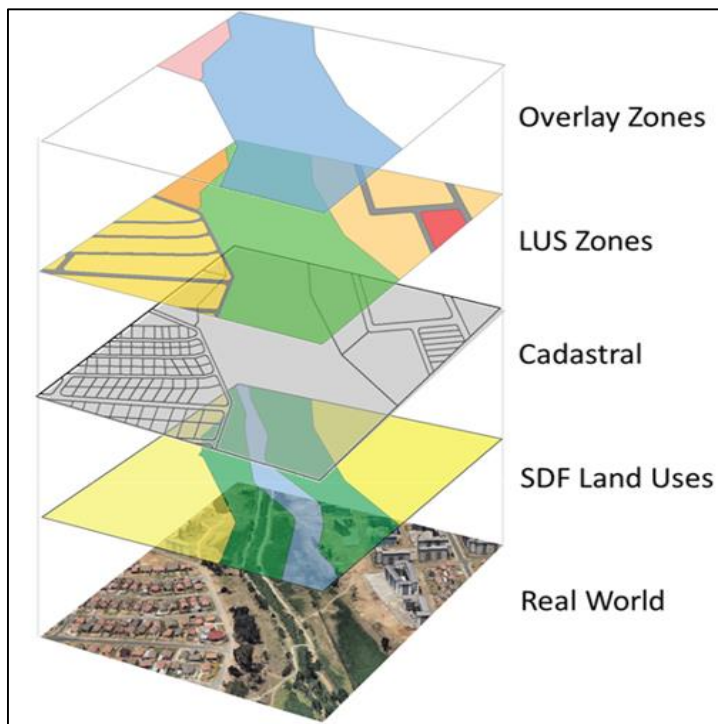 Overlay Zones
LUS Zones
Cadastral
SDF Land Uses
Real World